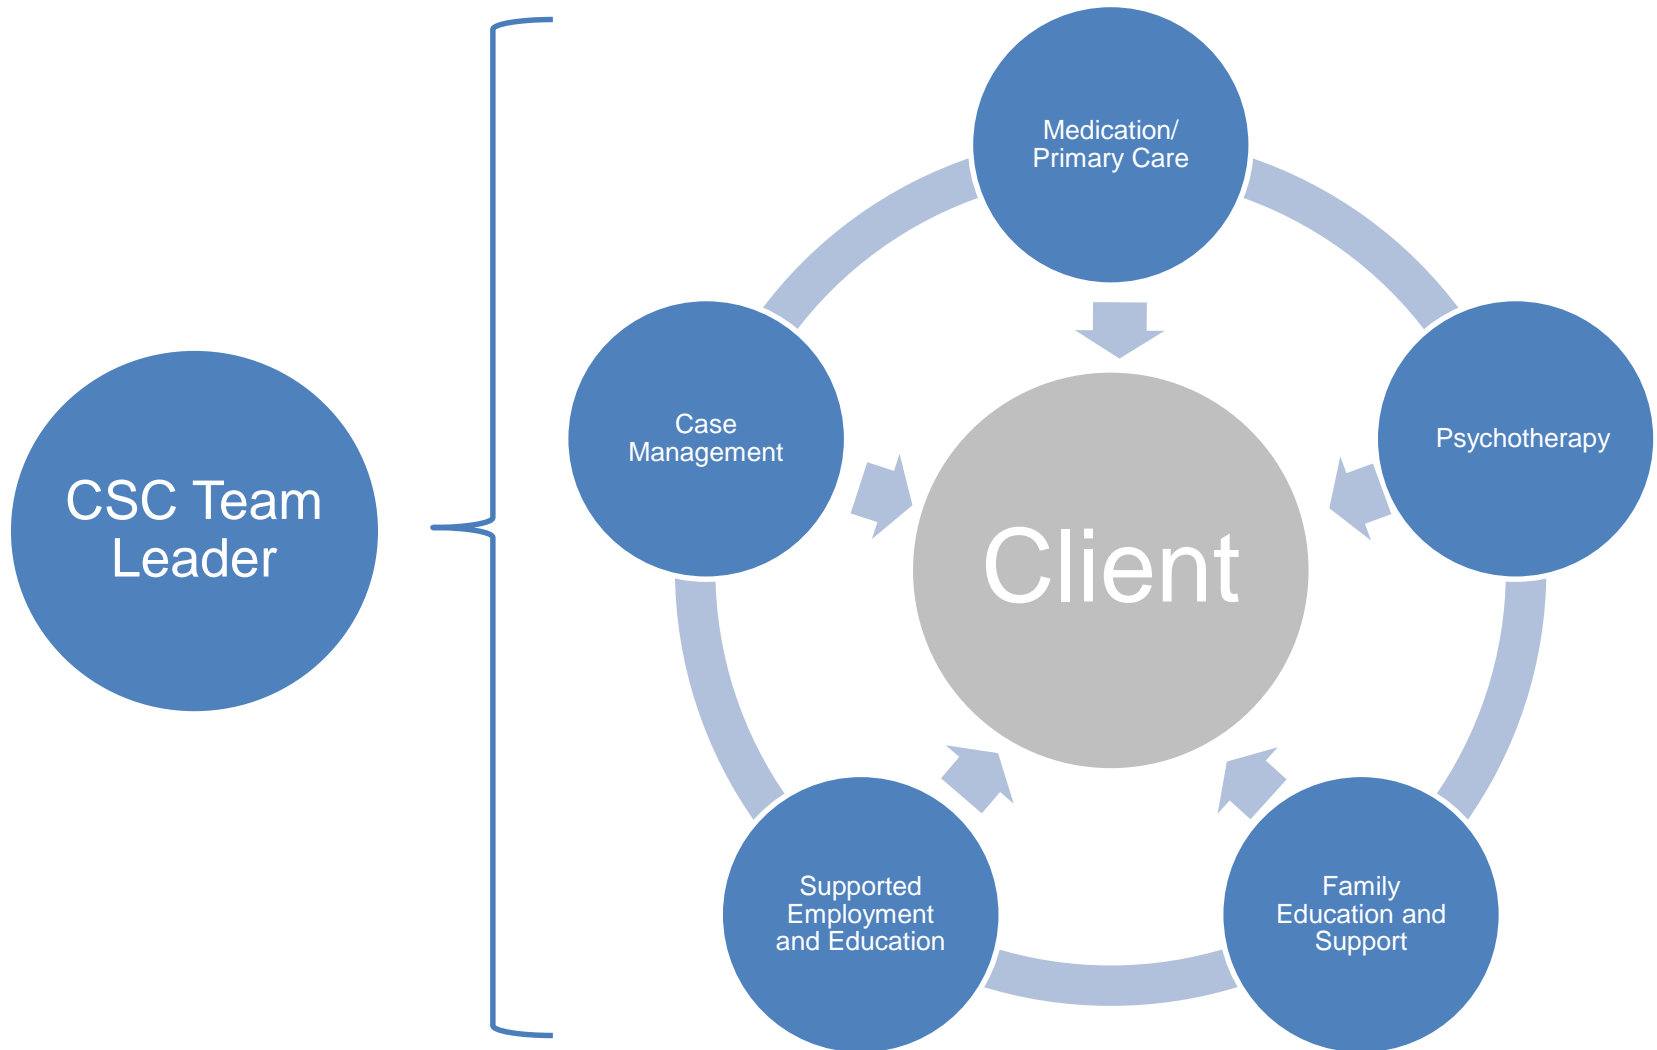 CSC Team
Leader
Medication/
Primary Care
Case
Management
Psychotherapy
Client
Supported
Employment
and Education
Family
Education and
Support